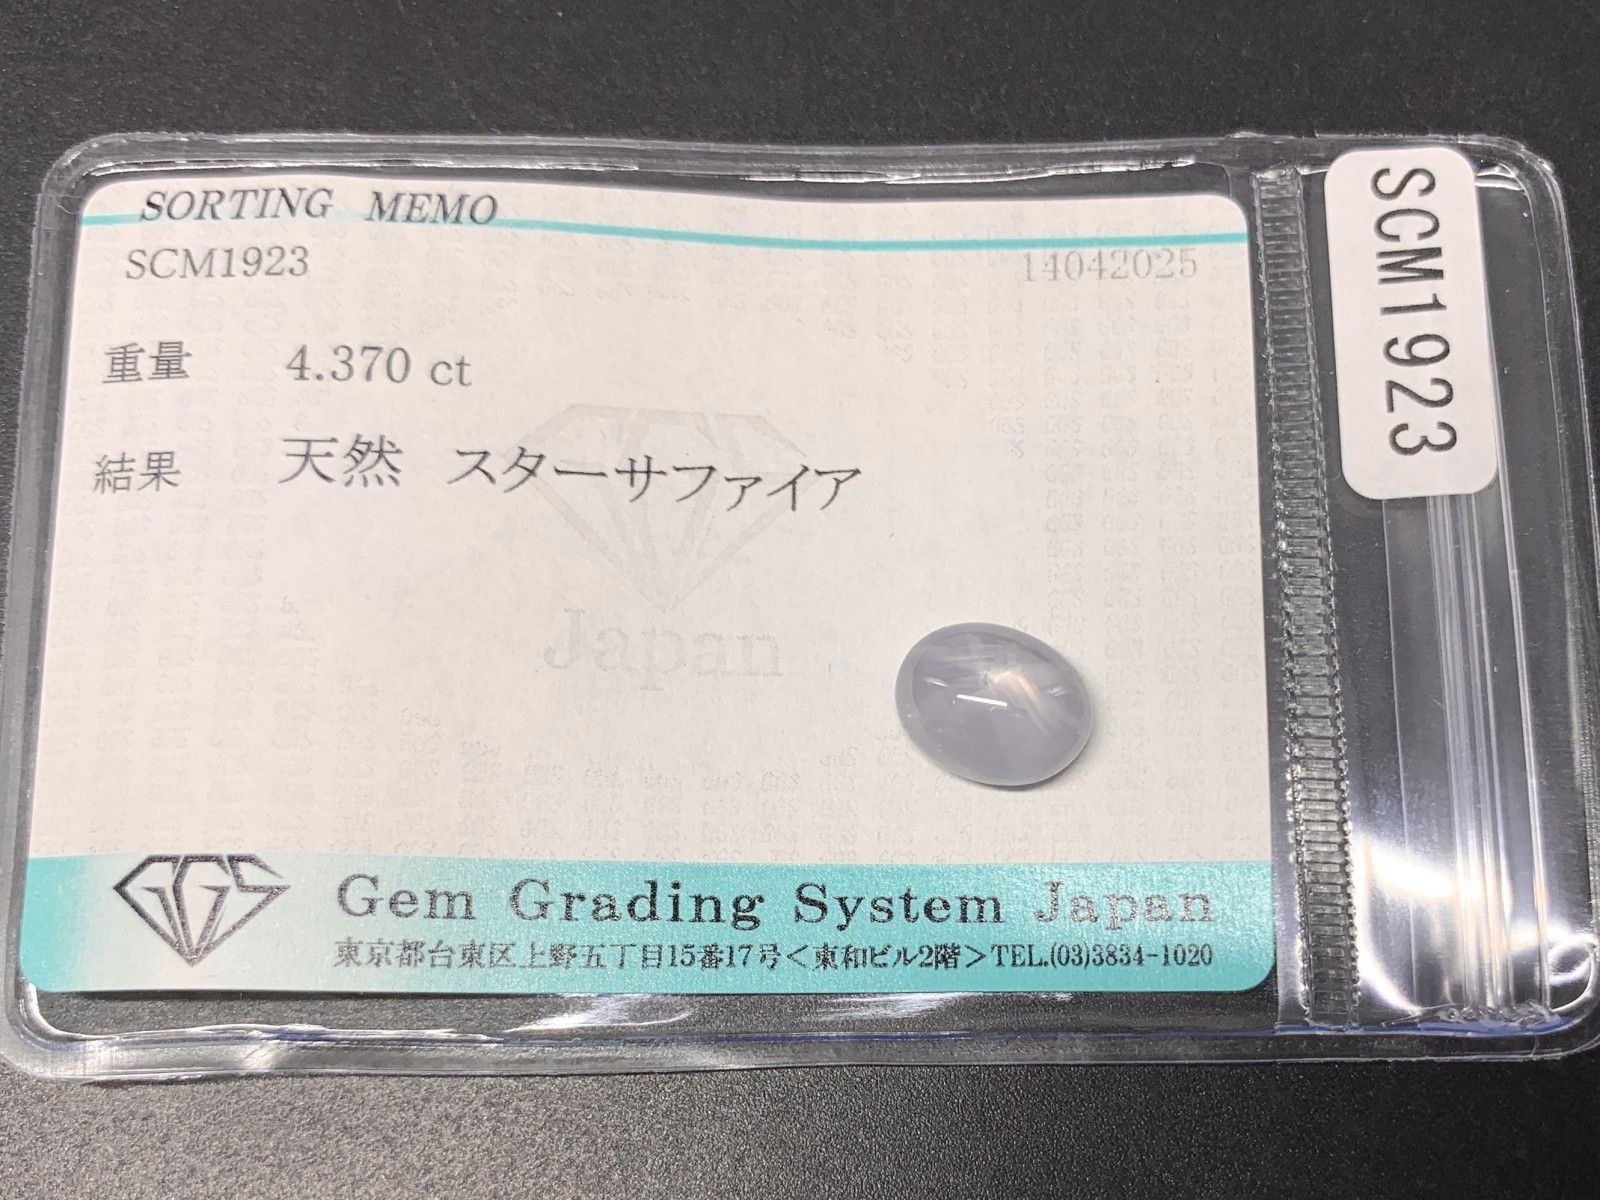 SORTING MEMO
SCM1923 14042025
重量 4.370 ct
結果 天然 スターサファイア
Japan
GGS
Gem Grading System Japan
東京都台東区上野五丁目15番17号＜東和ビル2階＞TEL.(03)3834-1020
SCM1923